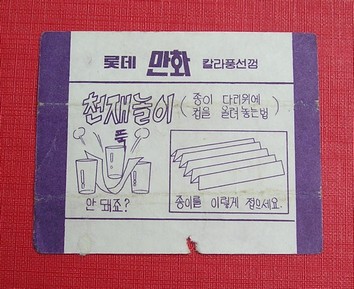 롯데 만화 칼라풍선껌
천재놀이 (종이 다리위에
컵을 올려놓는법)
뚝
안 돼죠?
종이를 이렇게 접으세요.